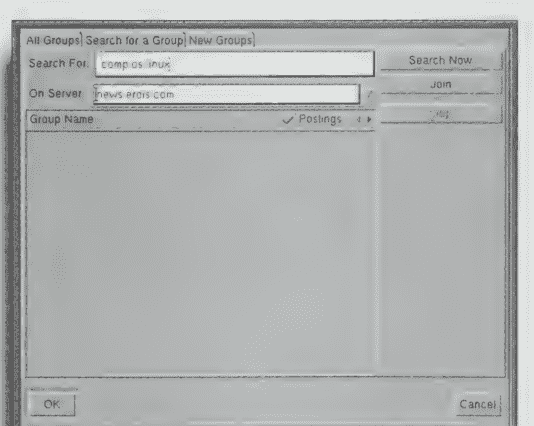 All Groups Search for a Group New Groups
Search For: comp.os.linux
Search Now
On Server: news.erols.com
Join
Group Name ✓ Postings
OK Cancel